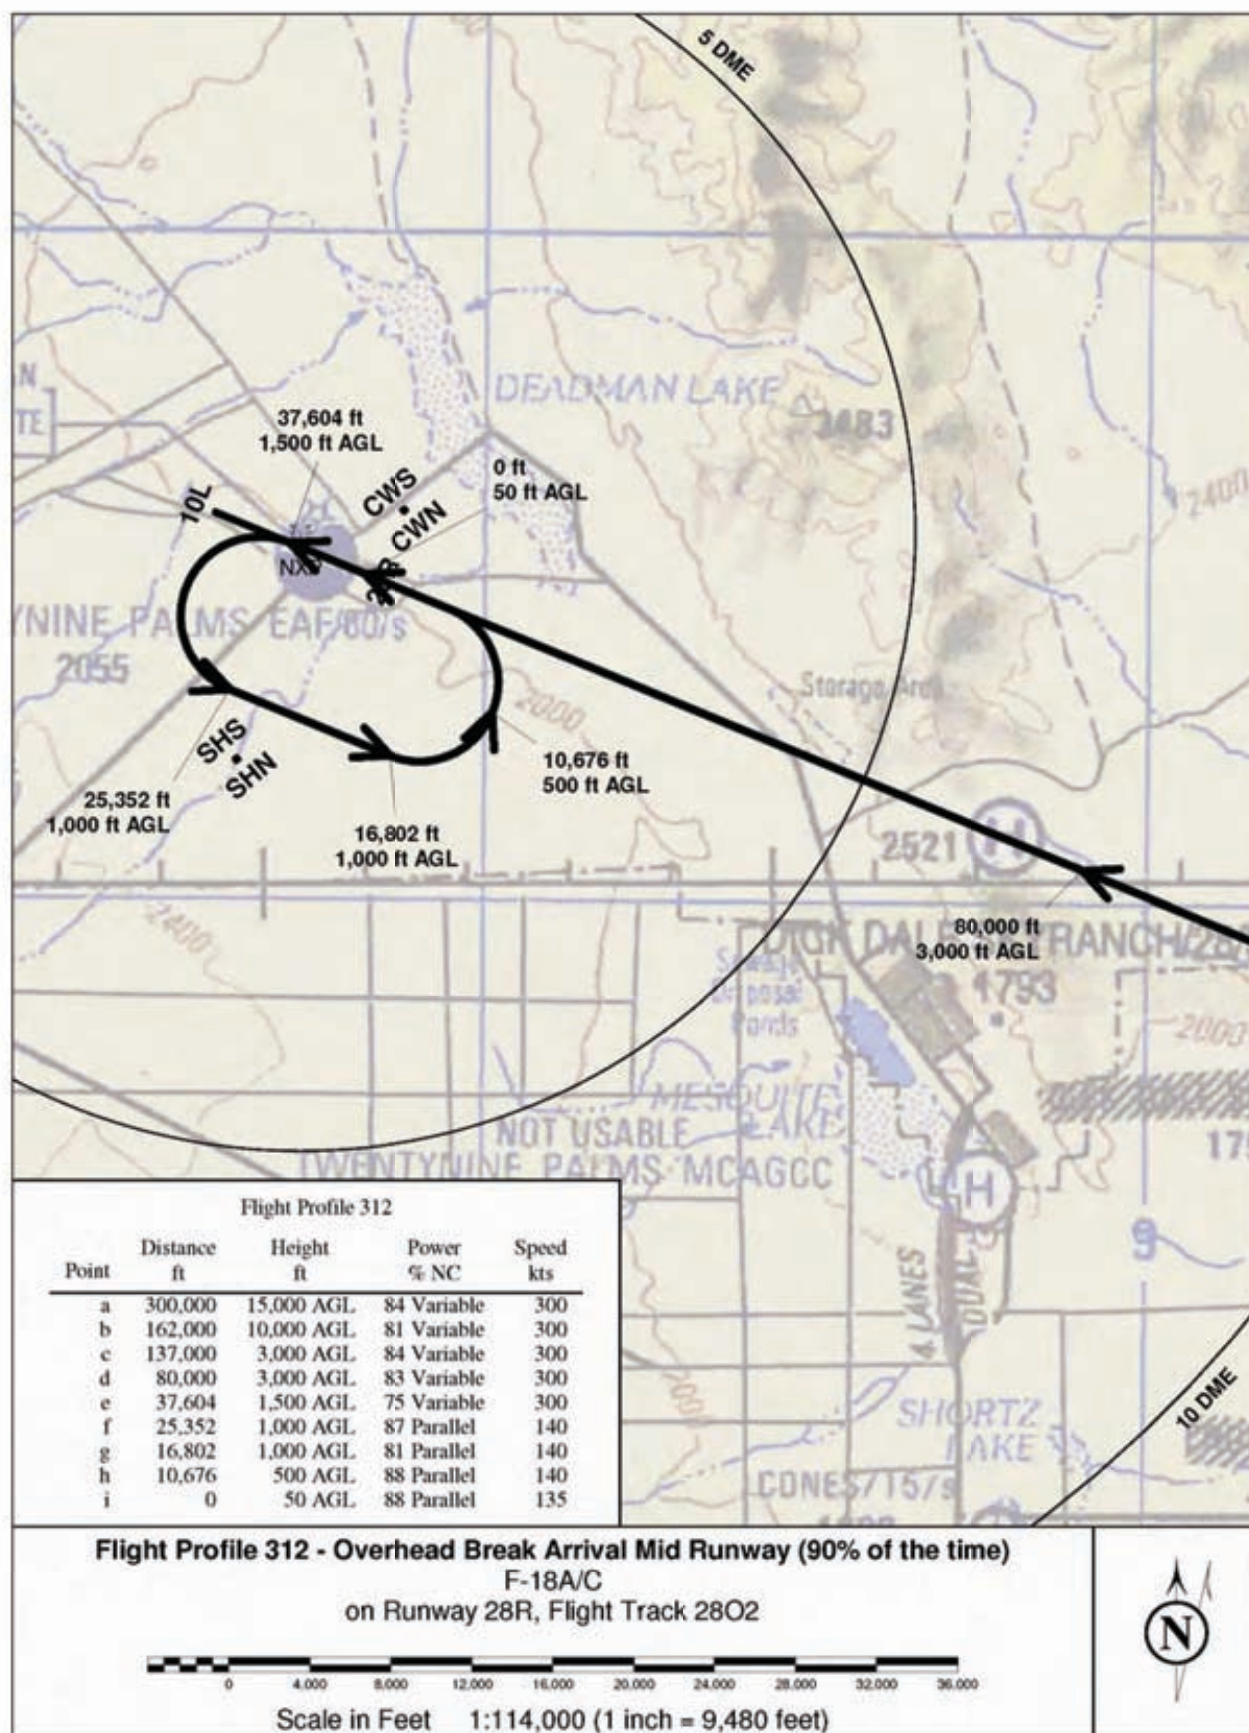 5 DME
DEADMAN LAKE
3483
N
TE
37,604 ft
1,500 ft AGL
0 ft
50 ft AGL
CWS
CWN
10L
2400
YNINE PALMS EAF/60/s
2055
Storage Area
2000
SHS
SHN
10,676 ft
500 ft AGL
25,352 ft
1,000 ft AGL
16,802 ft
1,000 ft AGL
2521
H
2400
80,000 ft
3,000 ft AGL
DICK DALE RANCH
1793
2000
Sewage
Disposal
Ponds
MESQUITE
LAKE
NOT USABLE
TWENTYNINE PALMS MCAGCC
H
9
4 LANES
DUAL
2000
10 DME
SHORTZ
LAKE
CONES/15/s
Flight Profile 312
Point Distance ft Height ft Power % NC Speed kts
a 300,000 15,000 AGL 84 Variable 300
b 162,000 10,000 AGL 81 Variable 300
c 137,000 3,000 AGL 84 Variable 300
d 80,000 3,000 AGL 83 Variable 300
e 37,604 1,500 AGL 75 Variable 300
f 25,352 1,000 AGL 87 Parallel 140
g 16,802 1,000 AGL 81 Parallel 140
h 10,676 500 AGL 88 Parallel 140
i 0 50 AGL 88 Parallel 135
Flight Profile 312 - Overhead Break Arrival Mid Runway (90% of the time)
F-18A/C
on Runway 28R, Flight Track 28O2
0 4,000 8,000 12,000 16,000 20,000 24,000 28,000 32,000 36,000
Scale in Feet 1:114,000 (1 inch = 9,480 feet)
N